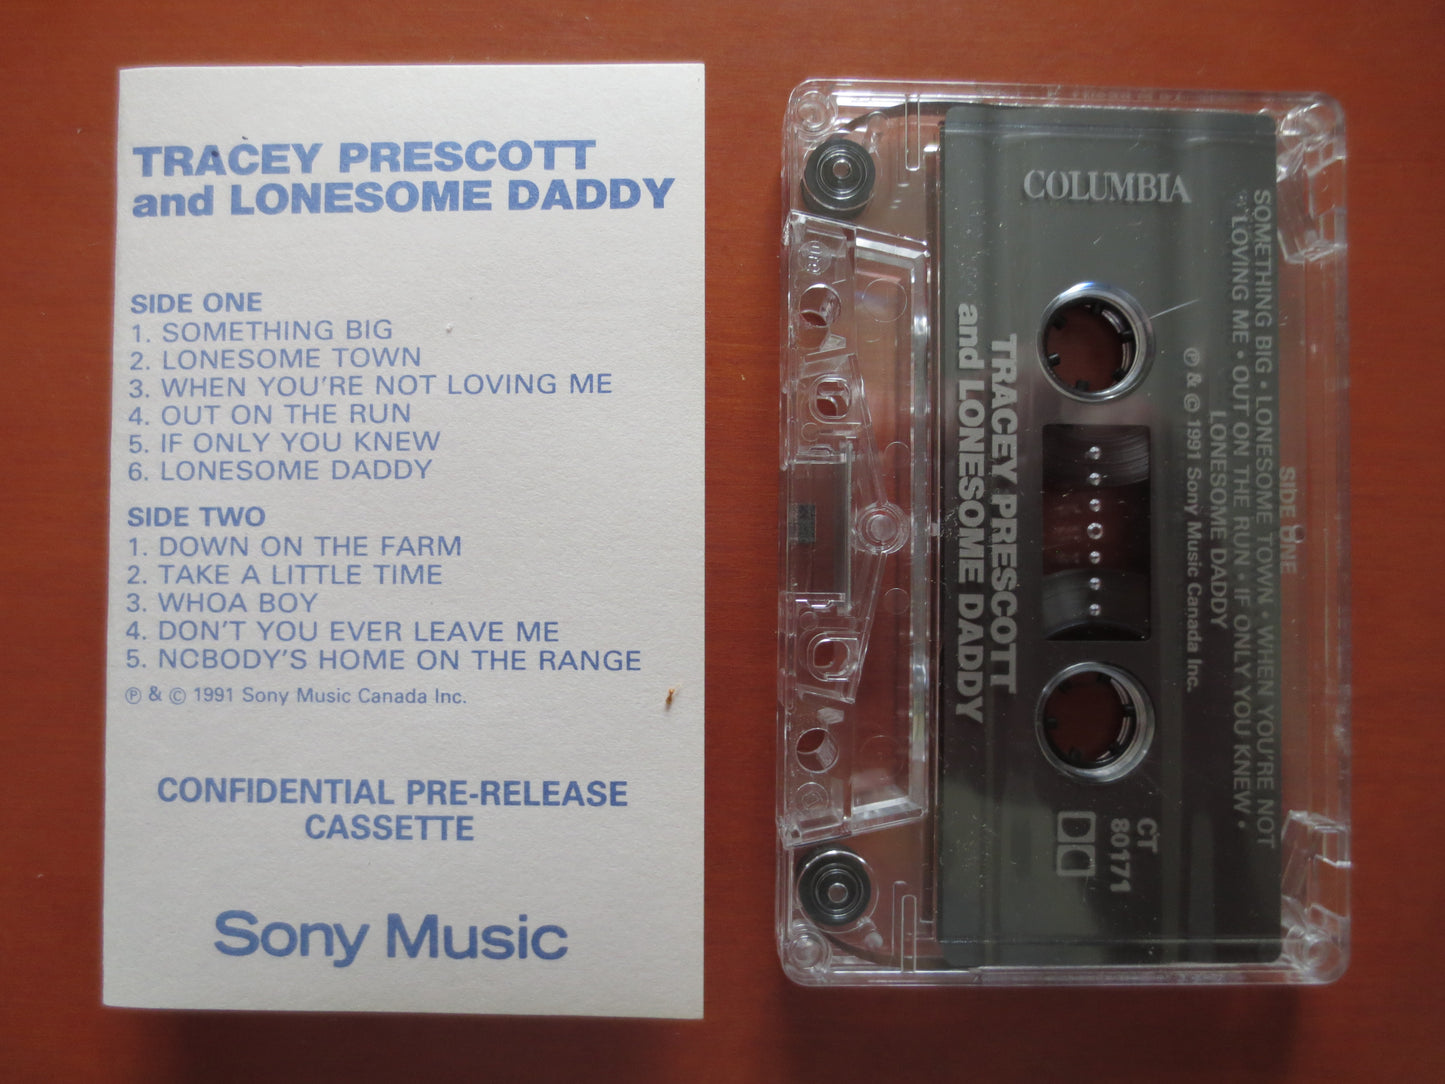 TRACEY PRESCOTT
and LONESOME DADDY
SIDE ONE
1. SOMETHING BIG
2. LONESOME TOWN
3. WHEN YOU'RE NOT LOVING ME
4. OUT ON THE RUN
5. IF ONLY YOU KNEW
6. LONESOME DADDY
SIDE TWO
1. DOWN ON THE FARM
2. TAKE A LITTLE TIME
3. WHOA BOY
4. DON'T YOU EVER LEAVE ME
5. NCBODY'S HOME ON THE RANGE
℗ & © 1991 Sony Music Canada Inc.
CONFIDENTIAL PRE-RELEASE
CASSETTE
Sony Music
COLUMBIA
TRACEY PRESCOTT
and LONESOME DADDY
SIDE ONE
SOMETHING BIG • LONESOME TOWN • WHEN YOU'RE NOT
LOVING ME • OUT ON THE RUN • IF ONLY YOU KNEW •
LONESOME DADDY
℗ & © 1991 Sony Music Canada Inc.
CT
80171